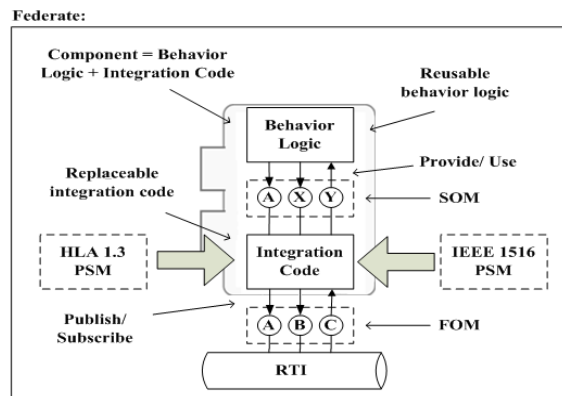 Federate:
Component = Behavior
Logic + Integration Code
Reusable
behavior logic
Behavior
Logic
Replaceable
integration code
Provide/ Use
A X Y
SOM
HLA 1.3
PSM
Integration
Code
IEEE 1516
PSM
Publish/
Subscribe
A B C
FOM
RTI